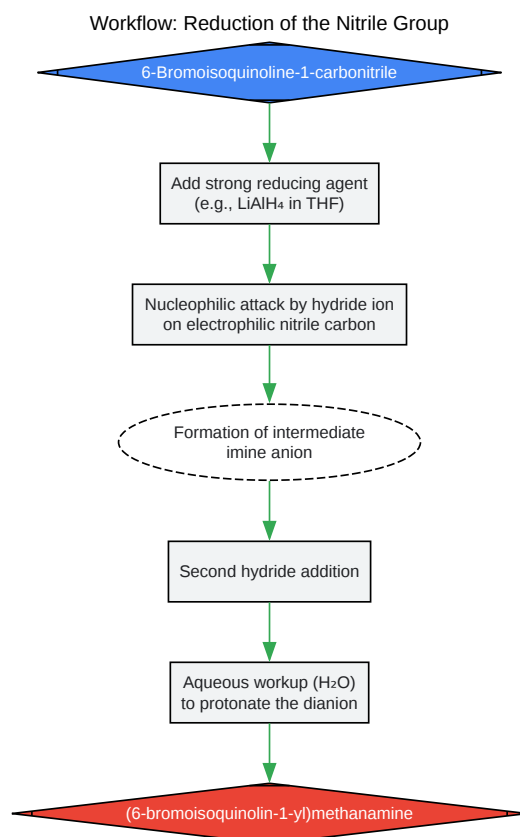 Workflow: Reduction of the Nitrile Group
6-Bromoisoquinoline-1-carbonitrile
Add strong reducing agent
(e.g., LiAlH₄ in THF)
Nucleophilic attack by hydride ion
on electrophilic nitrile carbon
Formation of intermediate
imine anion
Second hydride addition
Aqueous workup (H₂O)
to protonate the dianion
(6-bromoisoquinolin-1-yl)methanamine